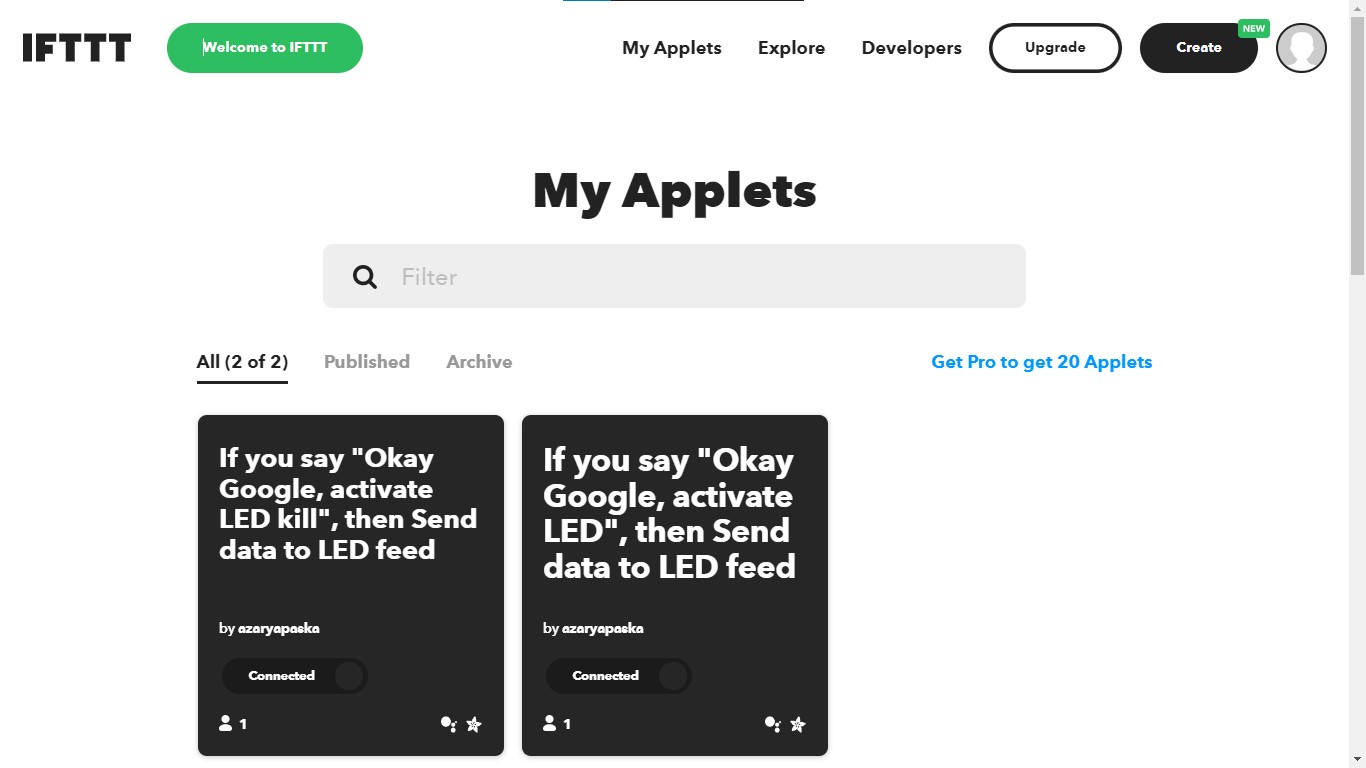 IFTTT
Welcome to IFTTT
My Applets
Explore
Developers
Upgrade
Create
NEW
My Applets
Filter
All (2 of 2)
Published
Archive
Get Pro to get 20 Applets
If you say "Okay
Google, activate
LED kill", then Send
data to LED feed
by azaryapaska
Connected
1
If you say "Okay
Google, activate
LED", then Send
data to LED feed
by azaryapaska
Connected
1